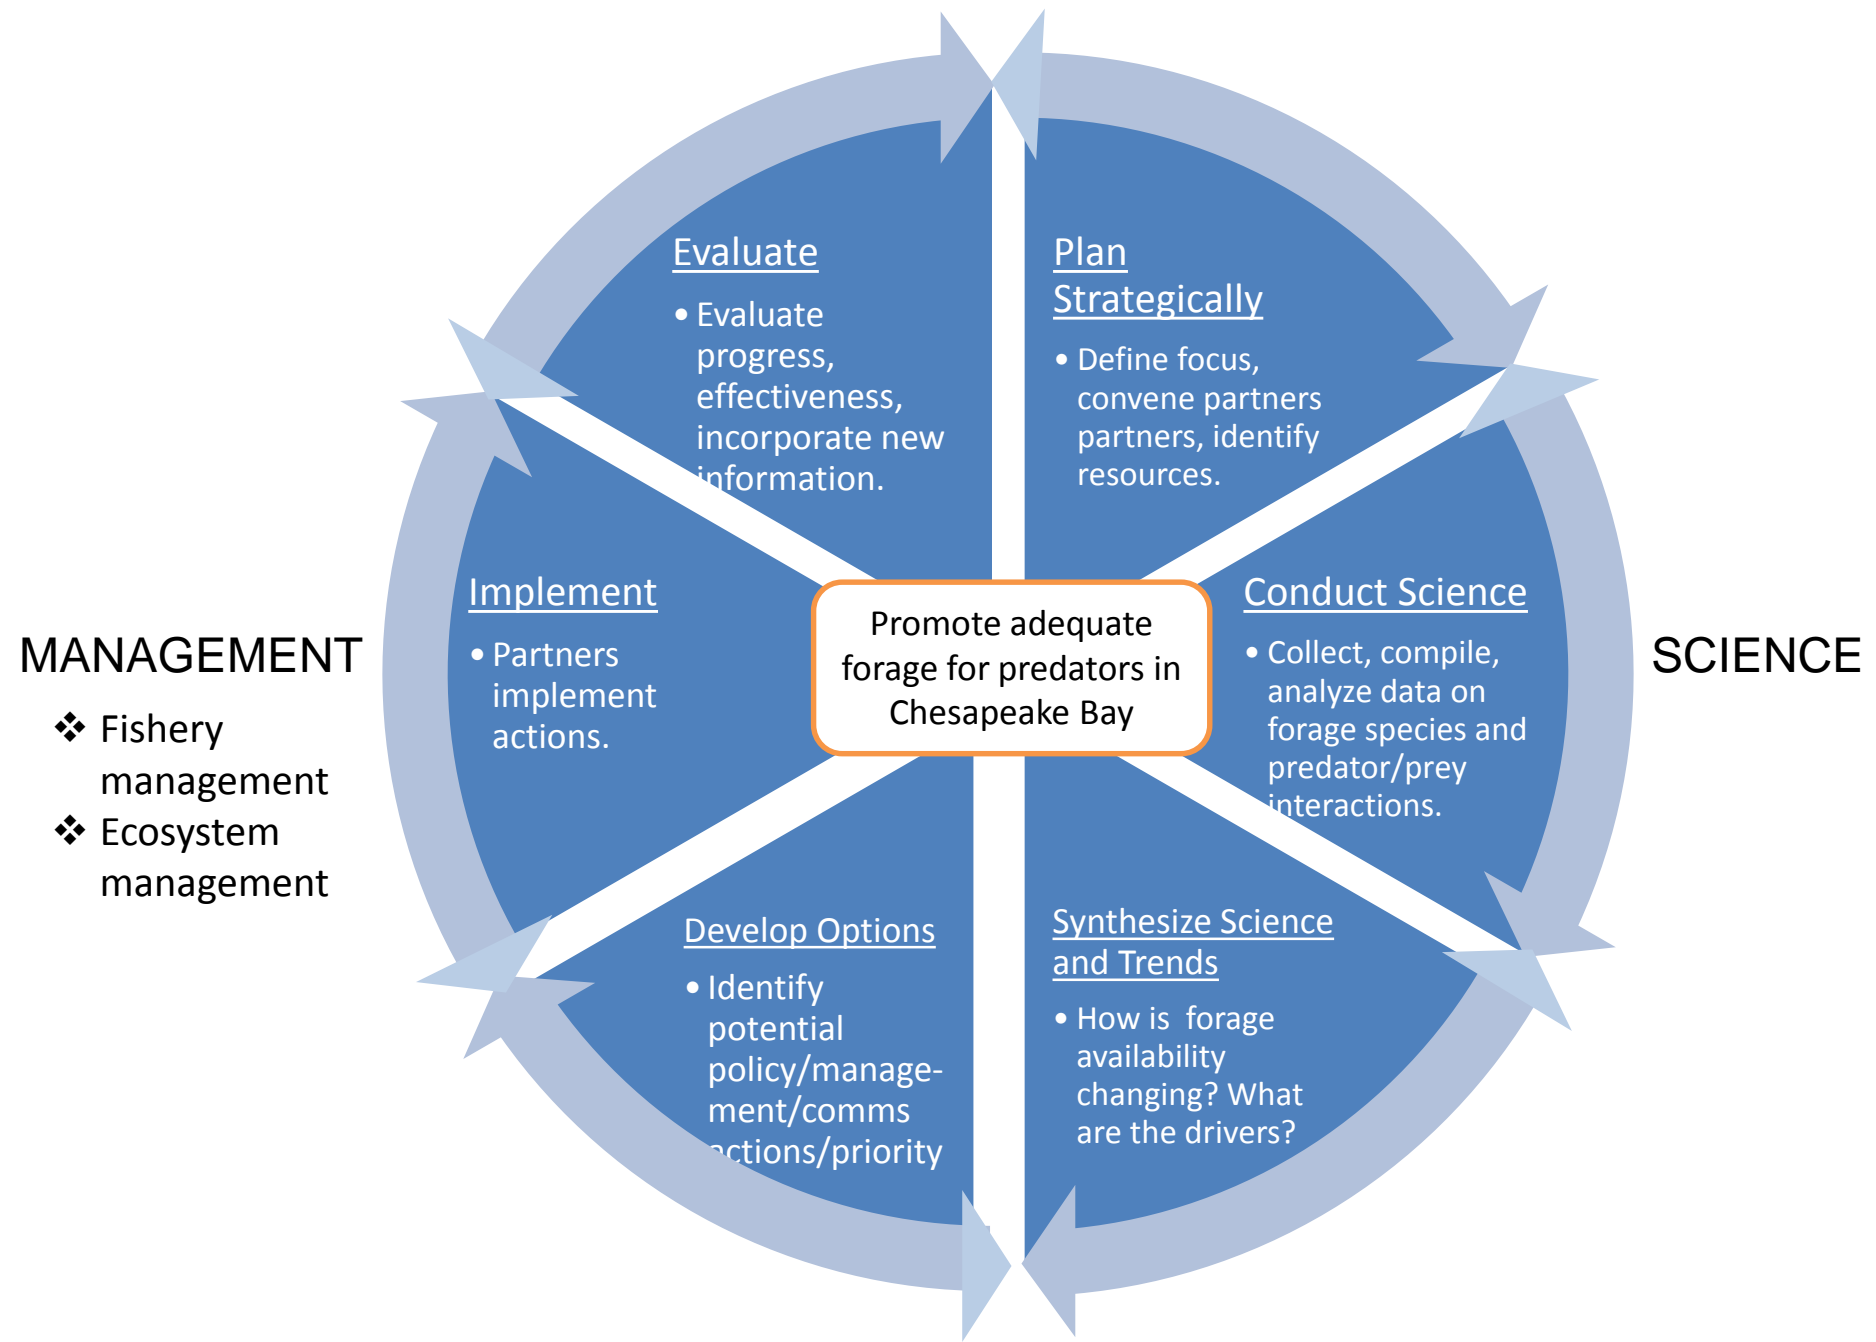 Evaluate
• Evaluate
progress,
effectiveness,
incorporate new
information.
Plan
Strategically
• Define focus,
convene partners
partners, identify
resources.
Implement
• Partners
implement
actions.
Promote adequate
forage for predators in
Chesapeake Bay
Conduct Science
• Collect, compile,
analyze data on
forage species and
predator/prey
interactions.
MANAGEMENT
❖ Fishery
management
❖ Ecosystem
management
SCIENCE
Develop Options
• Identify
potential
policy/manage-
ment/comms
actions/priority
Synthesize Science
and Trends
• How is forage
availability
changing? What
are the drivers?